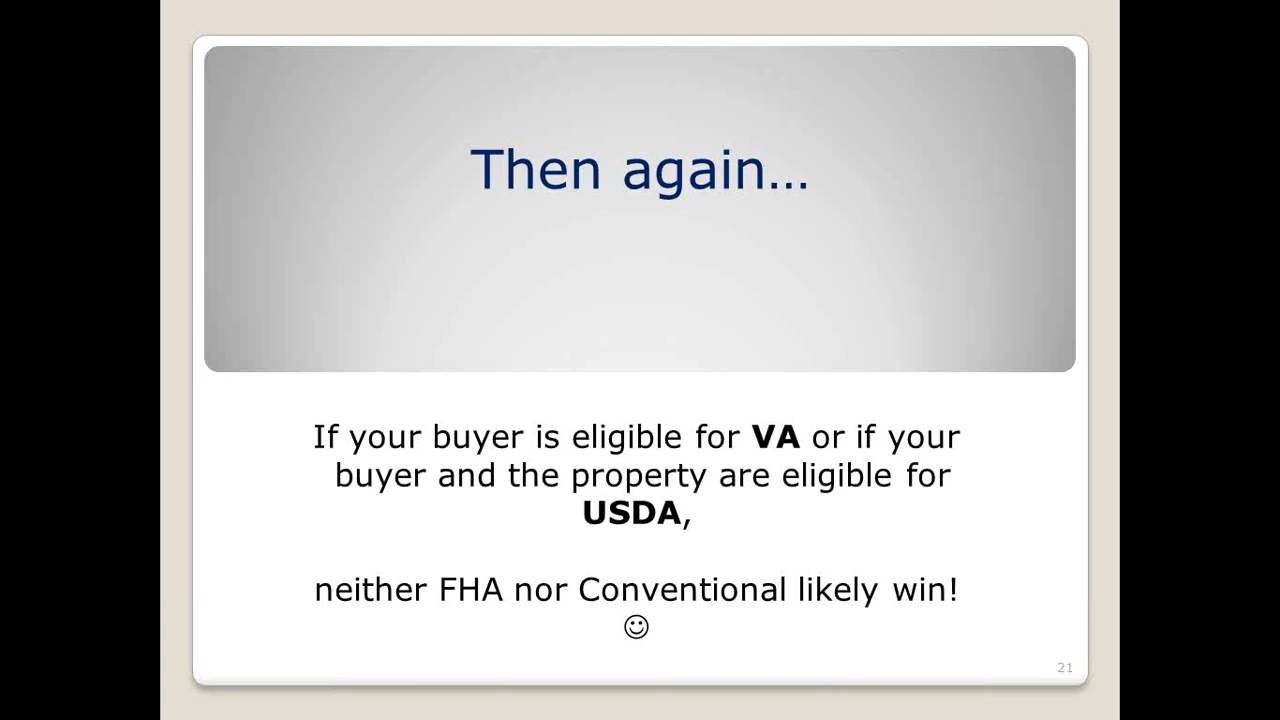 Then again…
If your buyer is eligible for VA or if your
buyer and the property are eligible for
USDA,
neither FHA nor Conventional likely win!
☺
21